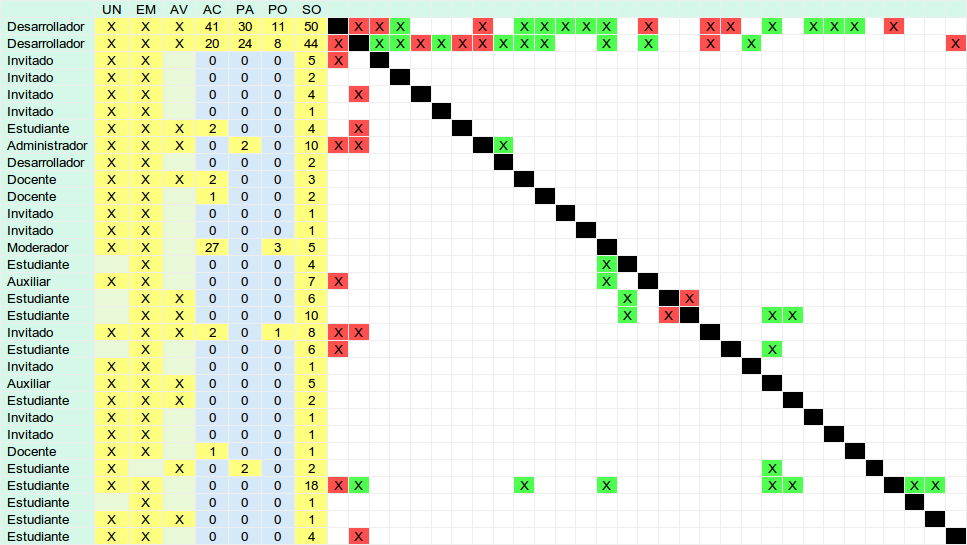 UN EM AV AC PA PO SO
Desarrollador X X X 41 30 11 50 X X X X X X X X X X X X X X X X X
Desarrollador X X X 20 24 8 44 X X X X X X X X X X X X X X X
Invitado X X 0 0 0 5 X
Invitado X X 0 0 0 2
Invitado X X 0 0 0 4 X
Invitado X X 0 0 0 1
Estudiante X X X 2 0 0 4 X
Administrador X X X 0 2 0 10 X X X
Desarrollador X X 0 0 0 2
Docente X X X 2 0 0 3
Docente X X 1 0 0 2
Invitado X X 0 0 0 1
Invitado X X 0 0 0 1
Moderador X X 27 0 3 5
Estudiante X 0 0 0 4 X
Auxiliar X X 0 0 0 7 X X
Estudiante X X 0 0 0 6 X X
Estudiante X X 0 0 0 10 X X X X
Invitado X X X 2 0 1 8 X X
Estudiante X 0 0 0 6 X X
Invitado X X 0 0 0 1
Auxiliar X X X 0 0 0 5
Estudiante X X X 0 0 0 2
Invitado X X 0 0 0 1
Invitado X X 0 0 0 1
Docente X X 1 0 0 1
Estudiante X X 0 2 0 2 X
Estudiante X X 0 0 0 18 X X X X X X X X
Estudiante X 0 0 0 1
Estudiante X X X 0 0 0 1
Estudiante X X 0 0 0 4 X